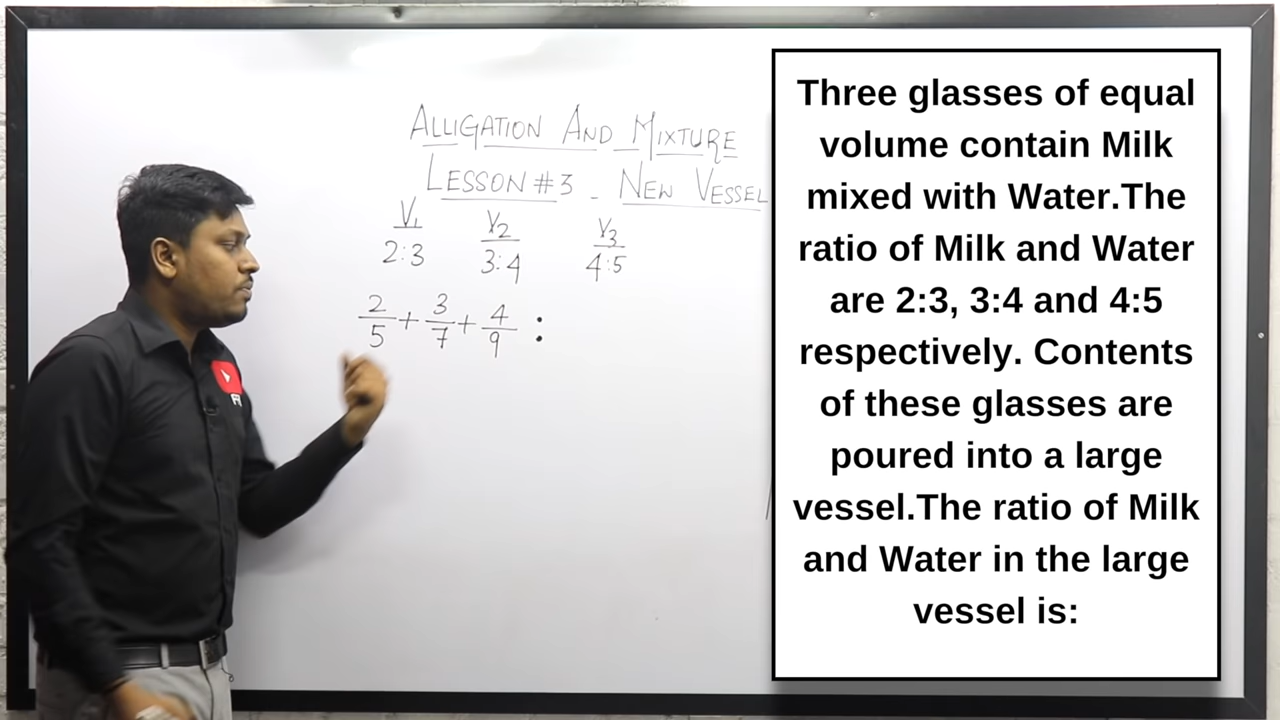 ALLIGATION AND MIXTURE
LESSON #3 - NEW VESSEL
V₁ V₂ V₃
2:3 3:4 4:5
2/5 + 3/7 + 4/9 :
Three glasses of equal
volume contain Milk
mixed with Water.The
ratio of Milk and Water
are 2:3, 3:4 and 4:5
respectively. Contents
of these glasses are
poured into a large
vessel.The ratio of Milk
and Water in the large
vessel is: